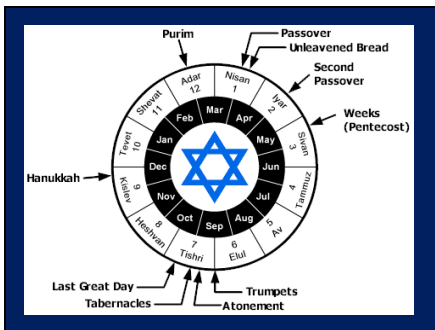 Purim
Passover
Unleavened Bread
Second
Passover
Weeks
(Pentecost)
Hanukkah
Last Great Day
Tabernacles
Trumpets
Atonement
Nisan
1
Iyar
2
Sivan
3
Tammuz
4
Av
5
Elul
6
Tishri
7
Heshvan
8
Kislev
9
Tevet
10
Shevat
11
Adar
12
Mar
Apr
May
Jun
Jul
Aug
Sep
Oct
Nov
Dec
Jan
Feb